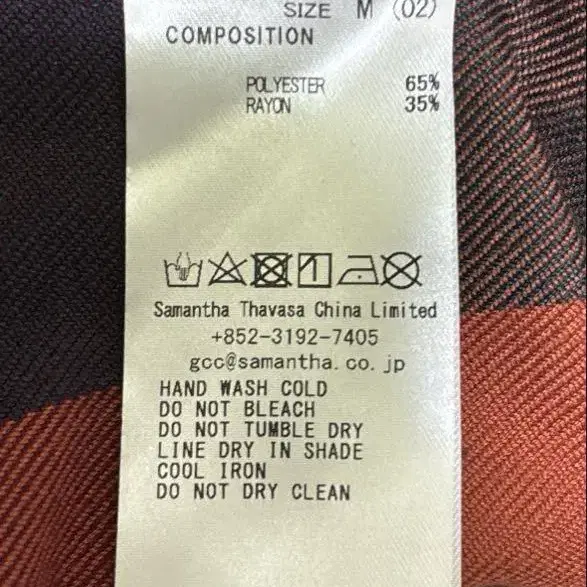 SIZE M (02)
COMPOSITION
POLYESTER 65%
RAYON 35%
Samantha Thavasa China Limited
+852-3192-7405
gcc@samantha.co.jp
HAND WASH COLD
DO NOT BLEACH
DO NOT TUMBLE DRY
LINE DRY IN SHADE
COOL IRON
DO NOT DRY CLEAN